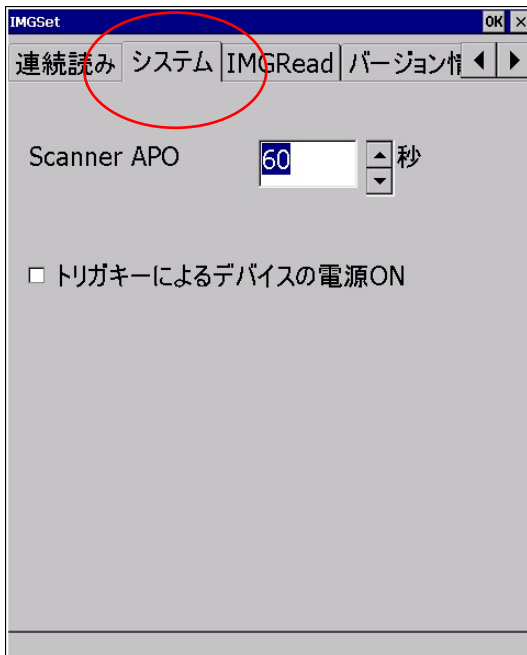 IMGSet OK ×
連続読み システム IMGRead バージョン情
Scanner APO 60 秒
トリガキーによるデバイスの電源ON